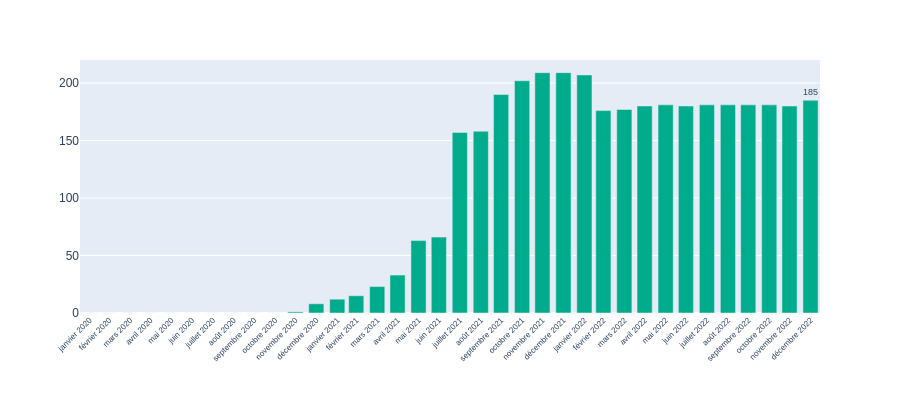 200
150
100
50
0
185
janvier 2020
février 2020
mars 2020
avril 2020
mai 2020
juin 2020
juillet 2020
août 2020
septembre 2020
octobre 2020
novembre 2020
décembre 2020
janvier 2021
février 2021
mars 2021
avril 2021
mai 2021
juin 2021
juillet 2021
août 2021
septembre 2021
octobre 2021
novembre 2021
décembre 2021
janvier 2022
février 2022
mars 2022
avril 2022
mai 2022
juin 2022
juillet 2022
août 2022
septembre 2022
octobre 2022
novembre 2022
décembre 2022